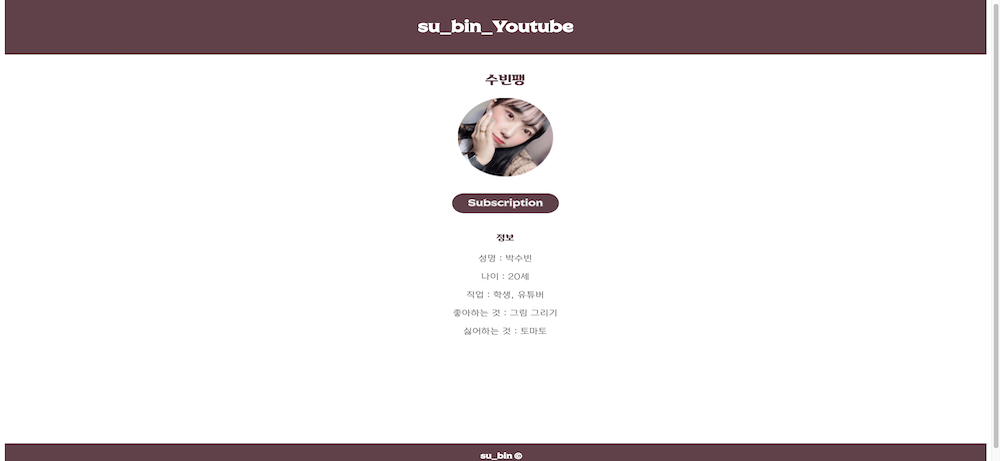 su_bin_Youtube
수빈팽
Subscription
정보
성명 : 박수빈
나이 : 20세
직업 : 학생, 유튜버
좋아하는 것 : 그림 그리기
싫어하는 것 : 토마토
su_bin ©